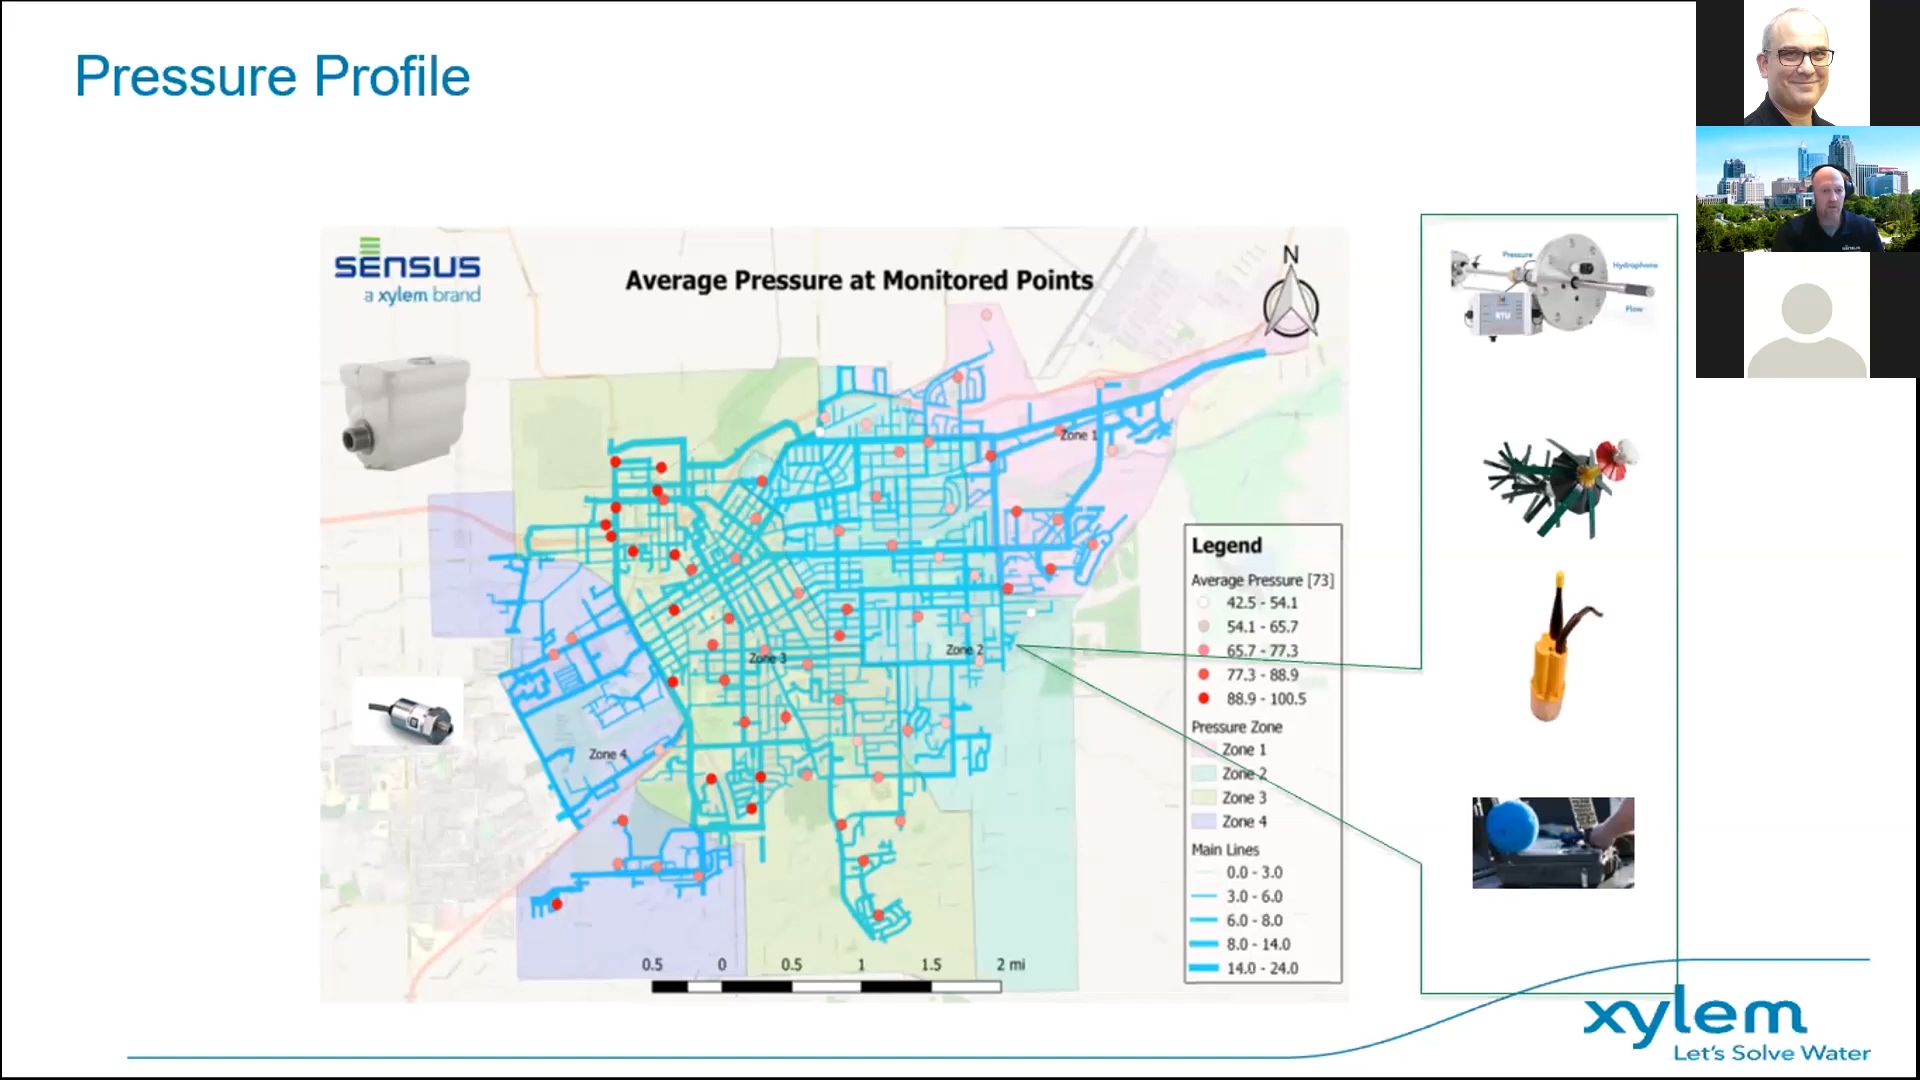 Pressure Profile
sensus
a xylem brand
Average Pressure at Monitored Points
N
Zone 1
Zone 2
Zone 3
Zone 4
Legend
Average Pressure [73]
42.5 - 54.1
54.1 - 65.7
65.7 - 77.3
77.3 - 88.9
88.9 - 100.5
Pressure Zone
Zone 1
Zone 2
Zone 3
Zone 4
Main Lines
0.0 - 3.0
3.0 - 6.0
6.0 - 8.0
8.0 - 14.0
14.0 - 24.0
0.5 0 0.5 1 1.5 2 mi
Pressure
Hydrophone
RTU
Flow
xylem
Let's Solve Water